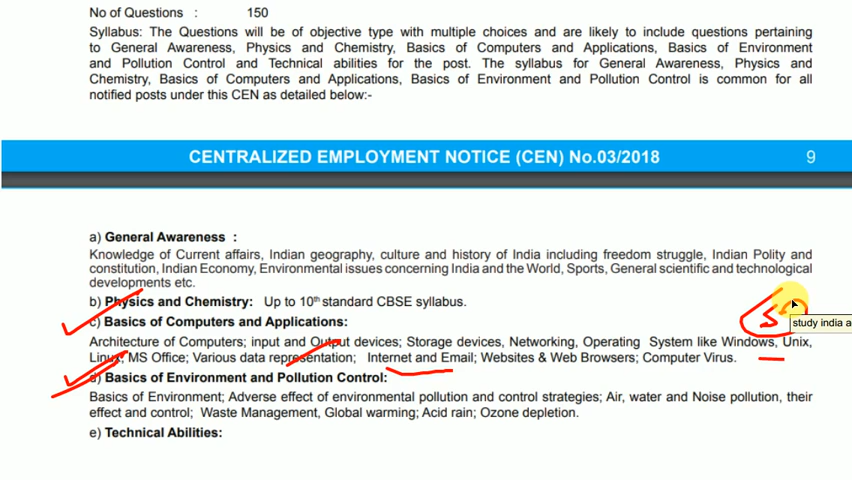 No of Questions : 150
Syllabus: The Questions will be of objective type with multiple choices and are likely to include questions pertaining
to General Awareness, Physics and Chemistry, Basics of Computers and Applications, Basics of Environment
and Pollution Control and Technical abilities for the post. The syllabus for General Awareness, Physics and
Chemistry, Basics of Computers and Applications, Basics of Environment and Pollution Control is common for all
notified posts under this CEN as detailed below:-
CENTRALIZED EMPLOYMENT NOTICE (CEN) No.03/2018 9
a) General Awareness :
Knowledge of Current affairs, Indian geography, culture and history of India including freedom struggle, Indian Polity and
constitution, Indian Economy, Environmental issues concerning India and the World, Sports, General scientific and technological
developments etc.
b) Physics and Chemistry: Up to 10th standard CBSE syllabus.
c) Basics of Computers and Applications:
Architecture of Computers; input and Output devices; Storage devices, Networking, Operating System like Windows, Unix,
Linux; MS Office; Various data representation; Internet and Email; Websites & Web Browsers; Computer Virus.
d) Basics of Environment and Pollution Control:
Basics of Environment; Adverse effect of environmental pollution and control strategies; Air, water and Noise pollution, their
effect and control; Waste Management, Global warming; Acid rain; Ozone depletion.
e) Technical Abilities:
study india a